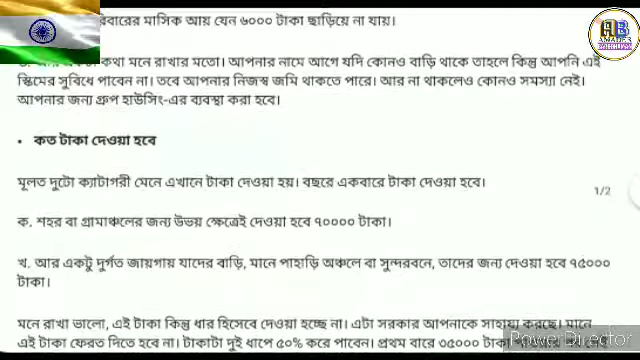 রিবারের মাসিক আয় যেন ৬০০০ টাকা ছাড়িয়ে না যায়।
কথা মনে রাখার মতো। আপনার নামে আগে যদি কোনও বাড়ি থাকে তাহলে কিন্তু আপনি এই
স্কিমের সুবিধে পাবেন না। তবে আপনার নিজস্ব জমি থাকতে পারে। আর না থাকলেও কোনও সমস্যা নেই।
আপনার জন্য গ্রুপ হাউসিং-এর ব্যবস্থা করা হবে।
• কত টাকা দেওয়া হবে
মূলত দুটো ক্যাটাগরী মেনে এখানে টাকা দেওয়া হয়। বছরে একবারে টাকা দেওয়া হবে।
1/2
ক. শহর বা গ্রামাঞ্চলের জন্য উভয় ক্ষেত্রেই দেওয়া হবে ৭০০০০ টাকা।
খ. আর একটু দুর্গত জায়গায় যাদের বাড়ি, মানে পাহাড়ি অঞ্চলে বা সুন্দরবনে, তাদের জন্য দেওয়া হবে ৭৫০০০
টাকা।
মনে রাখা ভালো, এই টাকা কিন্তু ধার হিসেবে দেওয়া হচ্ছে না। এটা সরকার আপনাকে সাহায্য করছে। মানে
এই টাকা ফেরত দিতে হবে না। টাকাটা দুই ধাপে ৫০% করে পাবেন। প্রথম বারে ৩৫০০০ টাকা
PowerDirector